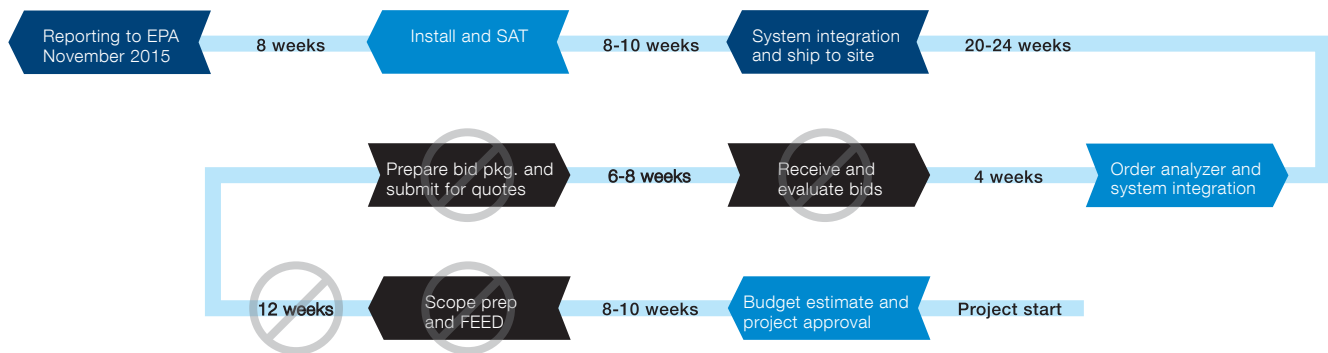 Reporting to EPA
November 2015
8 weeks
Install and SAT
8-10 weeks
System integration
and ship to site
20-24 weeks
Prepare bid pkg. and
submit for quotes
6-8 weeks
Receive and
evaluate bids
4 weeks
Order analyzer and
system integration
12 weeks
Scope prep
and FEED
8-10 weeks
Budget estimate and
project approval
Project start